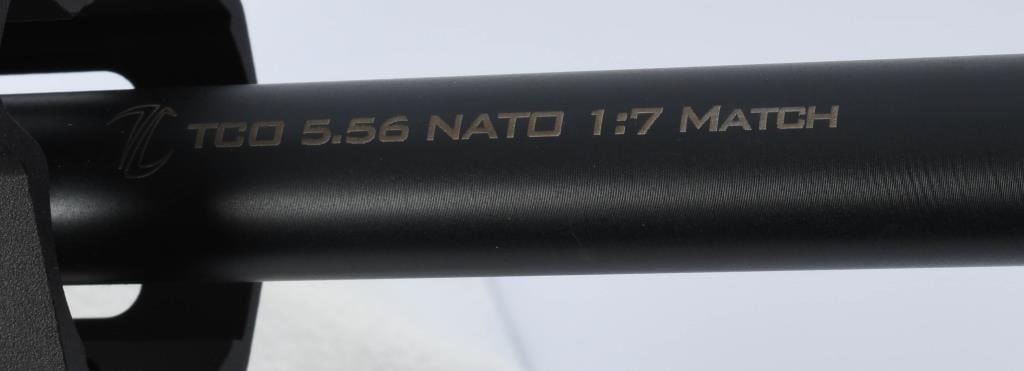 TCO 5.56 NATO 1:7 MATCH